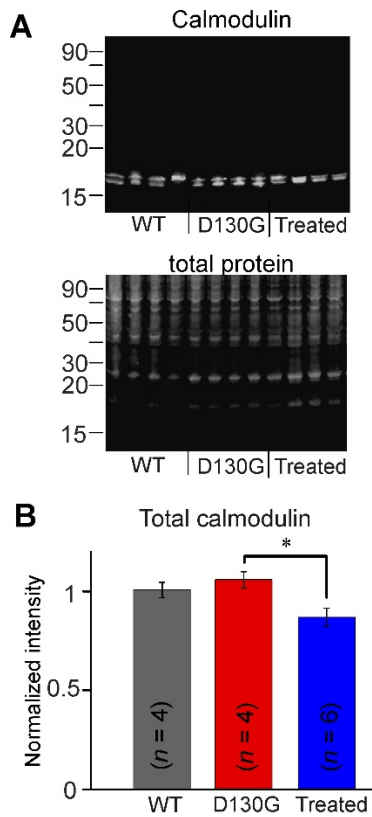 A
Calmodulin
90
50
30
20
15
WT D130G Treated
total protein
90
50
30
20
15
WT D130G Treated
B
Total calmodulin
*
Normalized intensity
1
0.5
0
(n = 4) (n = 4) (n = 6)
WT D130G Treated